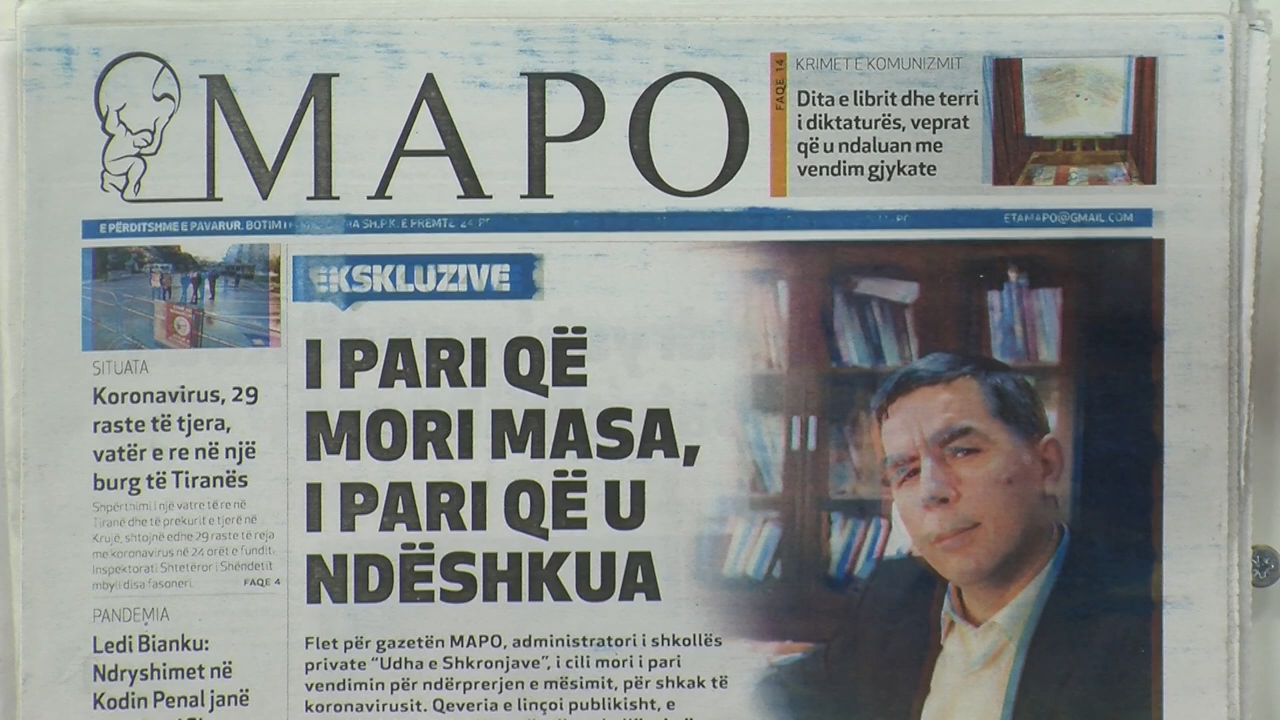 MAPO
FAQE 14
KRIMET E KOMUNIZMIT
Dita e librit dhe terri
i diktaturës, veprat
që u ndaluan me
vendim gjykate
E PËRDITSHME E PAVARUR. BOTIM SH.P.K. E PREMTE 24
ETAMAPO@GMAIL.COM
SITUATA
Koronavirus, 29
raste të tjera,
vatër e re në një
burg të Tiranës
Shpërthimi i një vatre të re në
Tiranë dhe të prekurit e tjerë në
Krujë, shtojnë edhe 29 raste të reja
me koronavirus në 24 orët e fundit.
Inspektorati Shtetëror i Shëndetit
mbyll disa fasoneri.
FAQE 4
PANDEMIA
Ledi Bianku:
Ndryshimet në
Kodin Penal janë
EKSKLUZIVE
I PARI QË
MORI MASA,
I PARI QË U
NDËSHKUA
Flet për gazetën MAPO, administratori i shkollës
private “Udha e Shkronjave”, i cili mori i pari
vendimin për ndërprerjen e mësimit, për shkak të
koronavirusit. Qeveria e linçoi publikisht, e